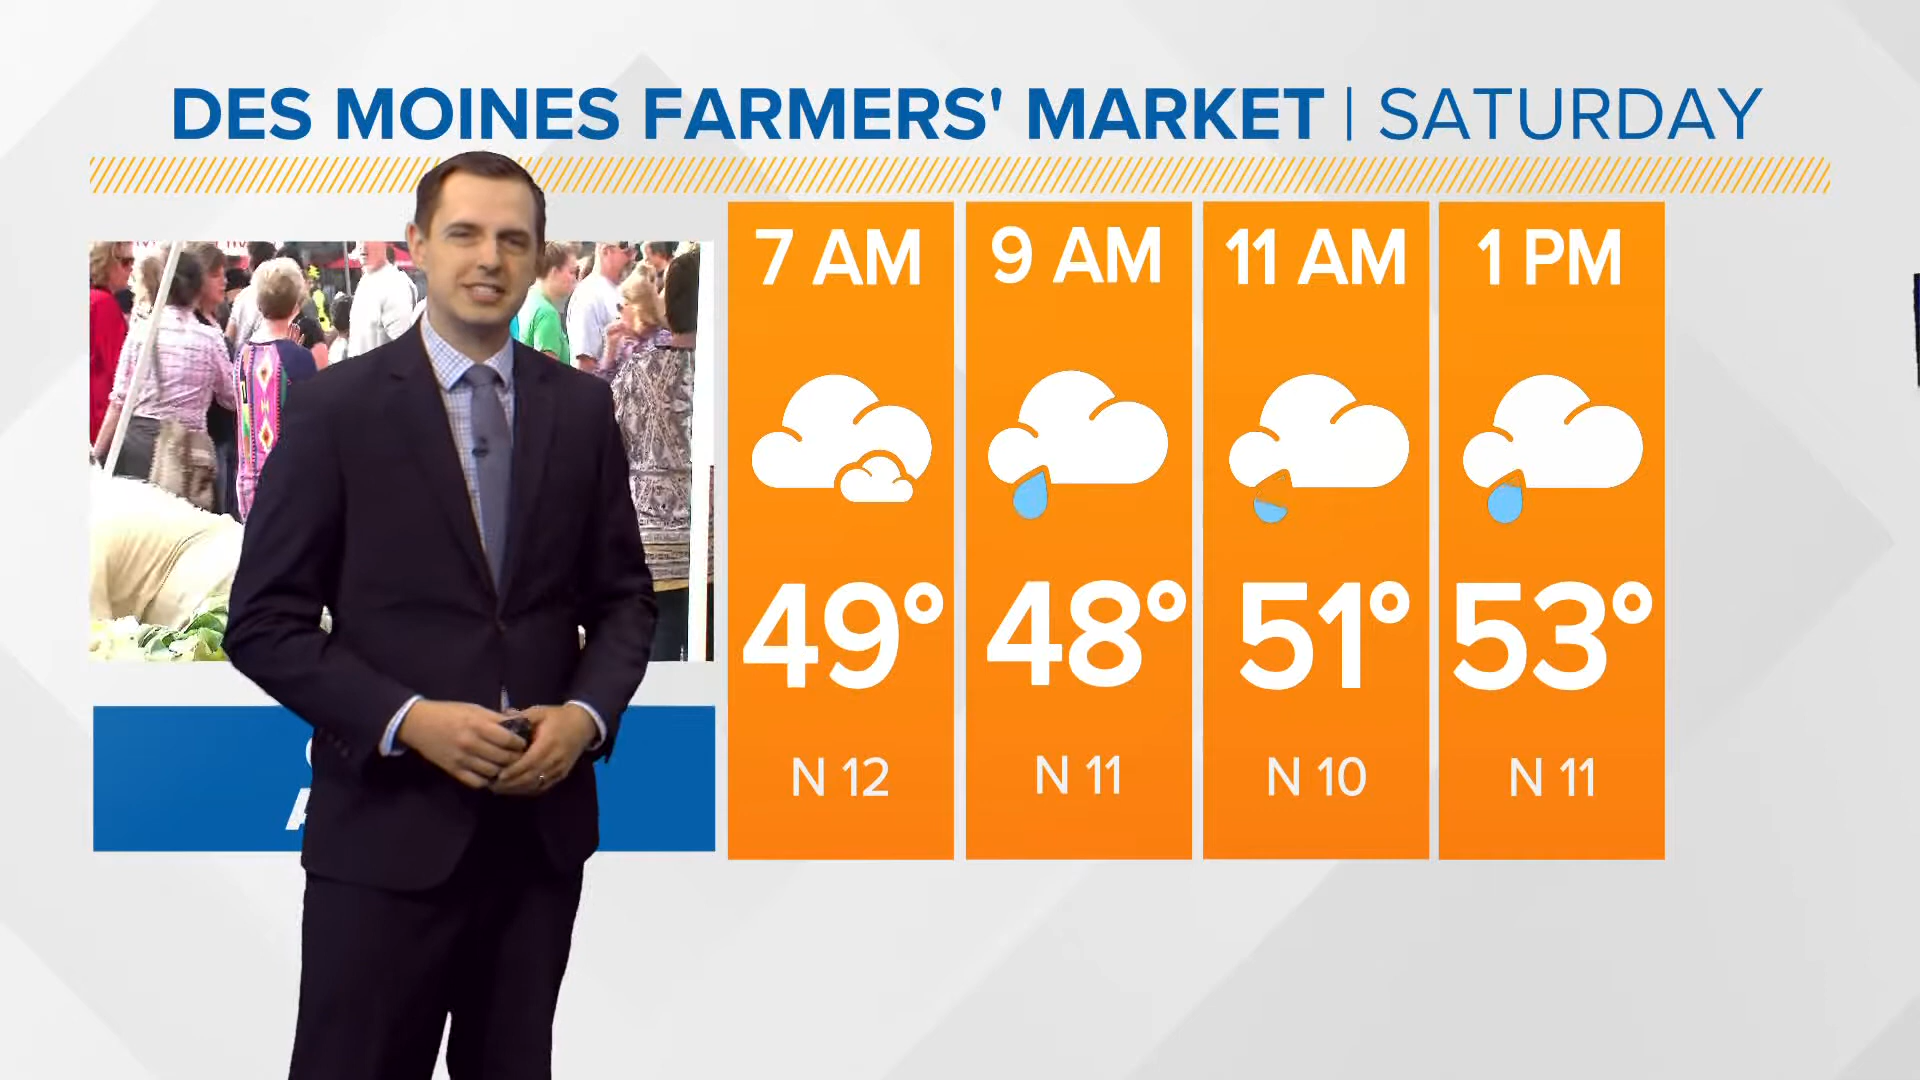 DES MOINES FARMERS' MARKET | SATURDAY
7 AM
49°
N 12
9 AM
48°
N 11
11 AM
51°
N 10
1 PM
53°
N 11